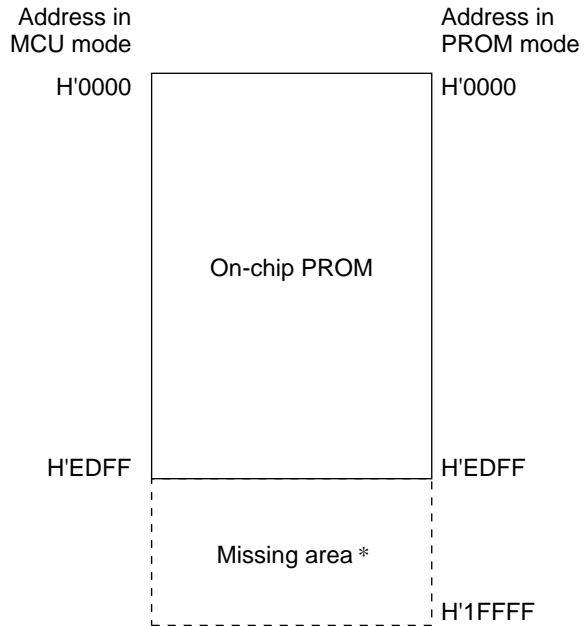 Address in
MCU mode
Address in
PROM mode
H'0000
H'0000
On-chip PROM
H'EDFF
H'EDFF
Missing area *
H'1FFFF